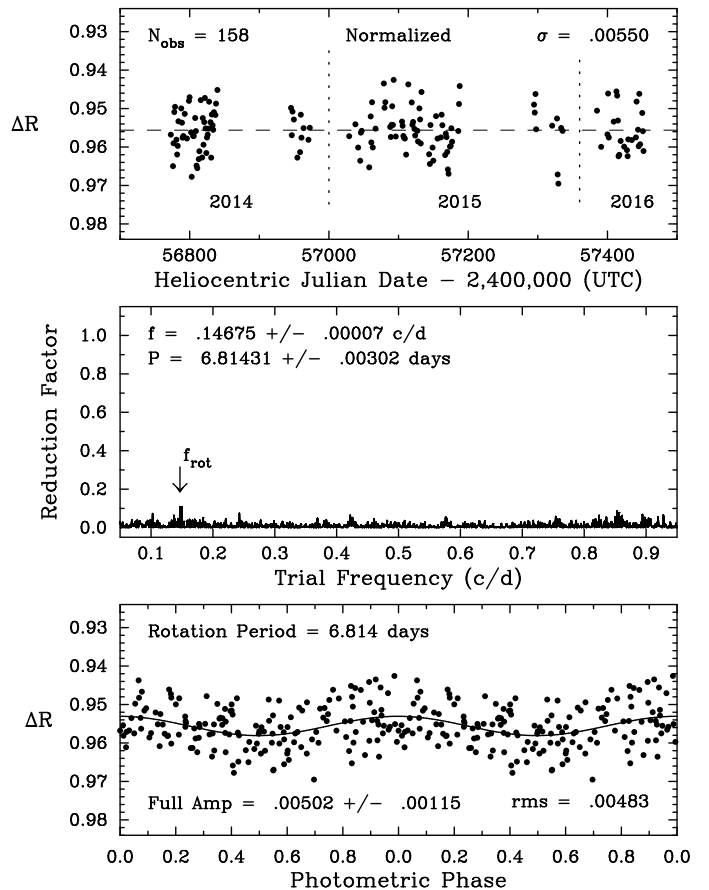 N_obs = 158 Normalized σ = .00550
0.93
0.94
0.95
ΔR
0.96
0.97
0.98
2014 2015 2016
56800 57000 57200 57400
Heliocentric Julian Date − 2,400,000 (UTC)
f = .14675 +/− .00007 c/d
P = 6.81431 +/− .00302 days
1.0
0.8
0.6
0.4
0.2
0.0
Reduction Factor
f_rot
0.1 0.2 0.3 0.4 0.5 0.6 0.7 0.8 0.9
Trial Frequency (c/d)
Rotation Period = 6.814 days
0.93
0.94
0.95
ΔR
0.96
0.97
0.98
Full Amp = .00502 +/− .00115 rms = .00483
0.0 0.2 0.4 0.6 0.8 0.0 0.2 0.4 0.6 0.8 0.0
Photometric Phase